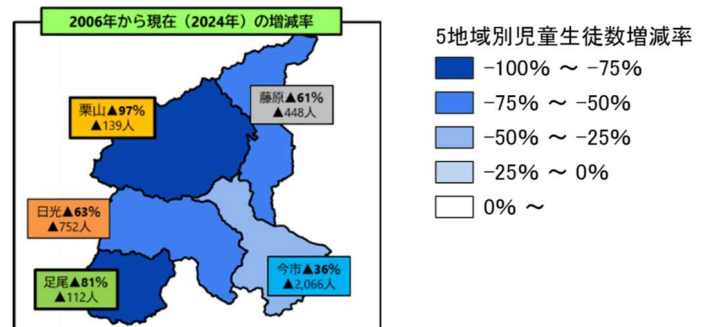 2006年から現在（2024年）の増減率
栗山▲97%
▲139人
藤原▲61%
▲448人
日光▲63%
▲752人
足尾▲81%
▲112人
今市▲36%
▲2,066人
5地域別児童生徒数増減率
-100% ～ -75%
-75% ～ -50%
-50% ～ -25%
-25% ～ 0%
0% ～